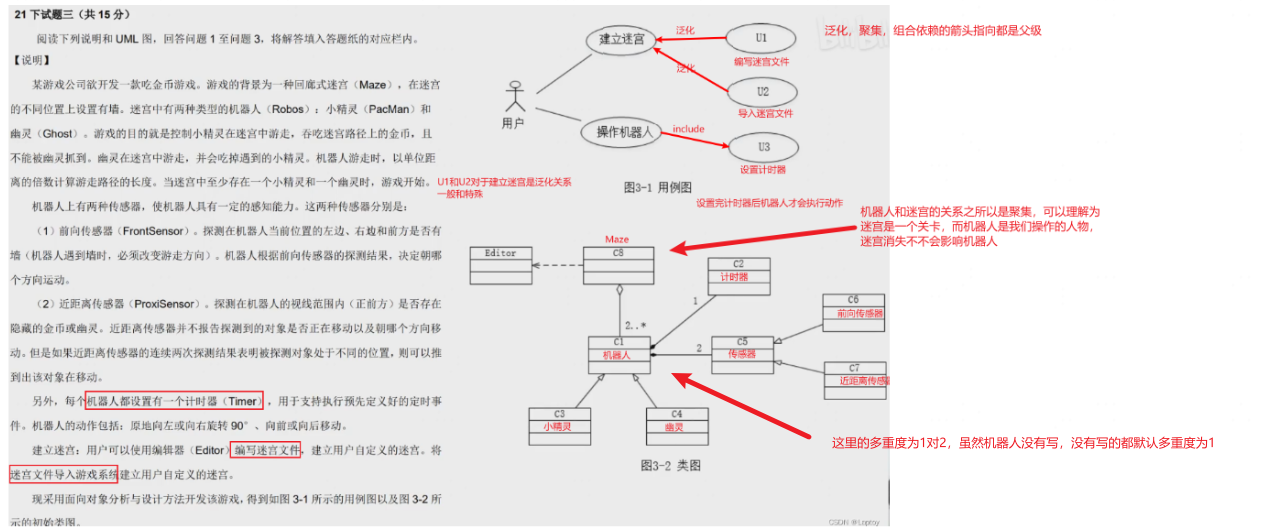 21 下试题三（共 15 分）
阅读下列说明和 UML 图，回答问题 1 至问题 3，将解答填入答题纸的对应栏内。
【说明】
某游戏公司欲开发一款吃金币游戏。游戏的背景为一种回廊式迷宫（Maze），在迷宫
的不同位置上设置有墙。迷宫中有两种类型的机器人（Robos）：小精灵（PacMan）和
幽灵（Ghost）。游戏的目的就是控制小精灵在迷宫中游走，吞吃迷宫路径上的金币，且
不能被幽灵抓到。幽灵在迷宫中游走，并会吃掉遇到的小精灵。机器人游走时，以单位距
离的倍数计算游走路径的长度。当迷宫中至少存在一个小精灵和一个幽灵时，游戏开始。
机器人上有两种传感器，使机器人具有一定的感知能力。这两种传感器分别是：
（1）前向传感器（FrontSensor）。探测在机器人当前位置的左边、右边和前方是否有
墙（机器人遇到墙时，必须改变游走方向）。机器人根据前向传感器的探测结果，决定朝哪
个方向运动。
（2）近距离传感器（ProxiSensor）。探测在机器人的视线范围内（正前方）是否存在
隐藏的金币或幽灵。近距离传感器并不报告探测到的对象是否正在移动以及朝哪个方向移
动。但是如果近距离传感器的连续两次探测结果表明被探测对象处于不同的位置，则可以推
到出该对象在移动。
另外，每个机器人都设置有一个计时器（Timer），用于支持执行预先定义好的定时事
件。机器人的动作包括：原地向左或向右旋转 90°、向前或向后移动。
建立迷宫：用户可以使用编辑器（Editor）编写迷宫文件，建立用户自定义的迷宫。将
迷宫文件导入游戏系统建立用户自定义的迷宫。
现采用面向对象分析与设计方法开发该游戏，得到如图 3-1 所示的用例图以及图 3-2 所
示的初始类图。
建立迷宫
泛化
U1
编写迷宫文件
泛化，聚集，组合依赖的箭头指向都是父级
泛化
U2
导入迷宫文件
用户
操作机器人
include
U3
设置计时器
U1和U2对于建立迷宫是泛化关系
一般和特殊
图3-1 用例图
设置完计时器后机器人才会执行动作
机器人和迷宫的关系之所以是聚集，可以理解为
迷宫是一个关卡，而机器人是我们操作的人物，
迷宫消失不不会影响机器人
Maze
Editor
C8
C2
计时器
1
2..*
C6
前向传感器
C1
机器人
2
C5
传感器
C7
近距离传感器
C3
小精灵
C4
幽灵
这里的多重度为1对2，虽然机器人没有写，没有写的都默认多重度为1
图3-2 类图
CSDN @Laptoy